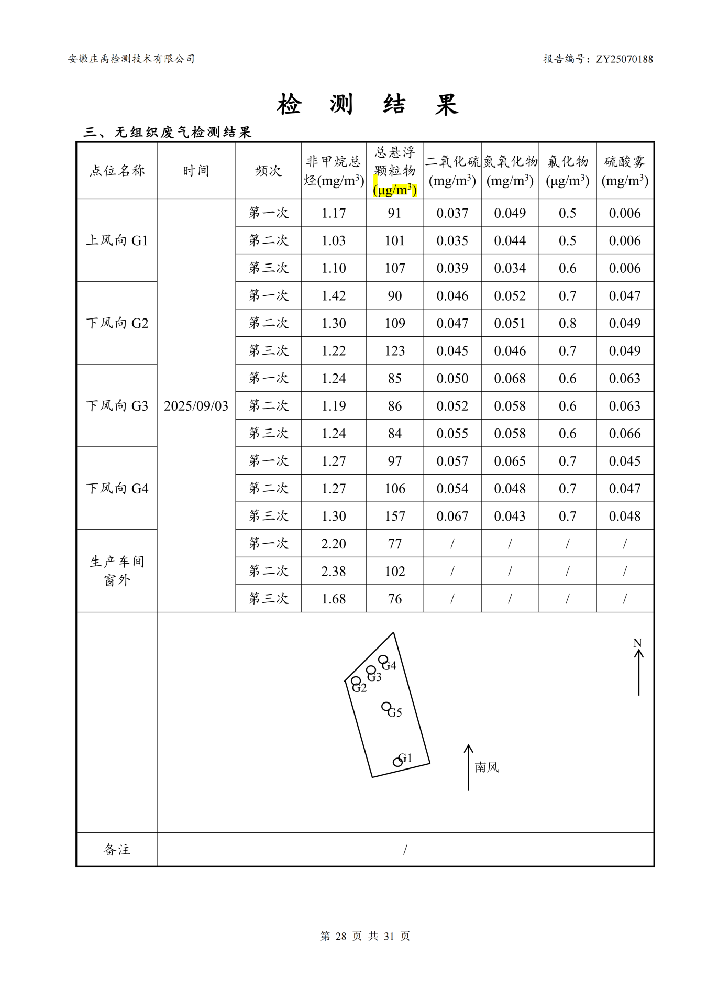 安徽庄禹检测技术有限公司 报告编号：ZY25070188
检 测 结 果
三、无组织废气检测结果
点位名称 时间 频次 非甲烷总烃(mg/m³) 总悬浮颗粒物(μg/m³) 二氧化硫(mg/m³) 氮氧化物(mg/m³) 氟化物(μg/m³) 硫酸雾(mg/m³)
上风向 G1 2025/09/03 第一次 1.17 91 0.037 0.049 0.5 0.006
第二次 1.03 101 0.035 0.044 0.5 0.006
第三次 1.10 107 0.039 0.034 0.6 0.006
下风向 G2 第一次 1.42 90 0.046 0.052 0.7 0.047
第二次 1.30 109 0.047 0.051 0.8 0.049
第三次 1.22 123 0.045 0.046 0.7 0.049
下风向 G3 第一次 1.24 85 0.050 0.068 0.6 0.063
第二次 1.19 86 0.052 0.058 0.6 0.063
第三次 1.24 84 0.055 0.058 0.6 0.066
下风向 G4 第一次 1.27 97 0.057 0.065 0.7 0.045
第二次 1.27 106 0.054 0.048 0.7 0.047
第三次 1.30 157 0.067 0.043 0.7 0.048
生产车间窗外 第一次 2.20 77 / / / /
第二次 2.38 102 / / / /
第三次 1.68 76 / / / /
N
G4
G3
G2
G5
G1
南风
备注 /
第 28 页 共 31 页